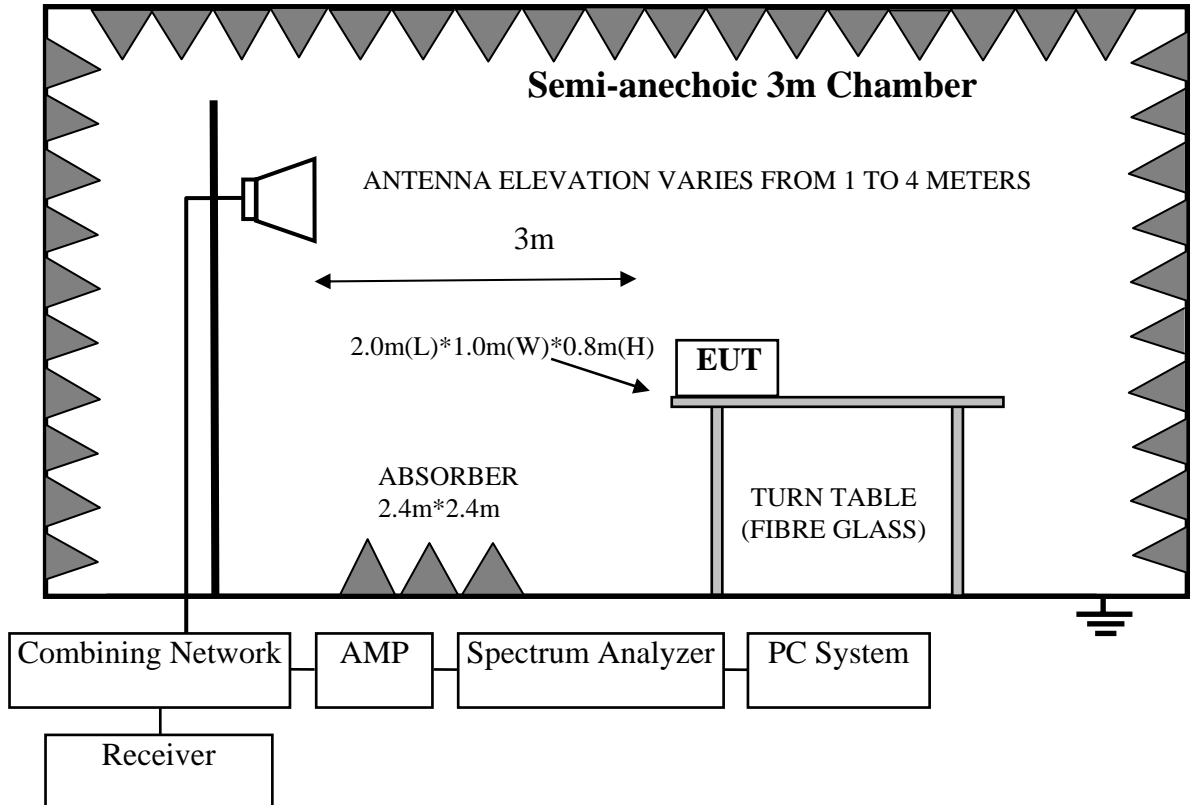 Semi-anechoic 3m Chamber
ANTENNA ELEVATION VARIES FROM 1 TO 4 METERS
3m
2.0m(L)*1.0m(W)*0.8m(H)
EUT
ABSORBER
2.4m*2.4m
TURN TABLE
(FIBRE GLASS)
Combining Network
AMP
Spectrum Analyzer
PC System
Receiver